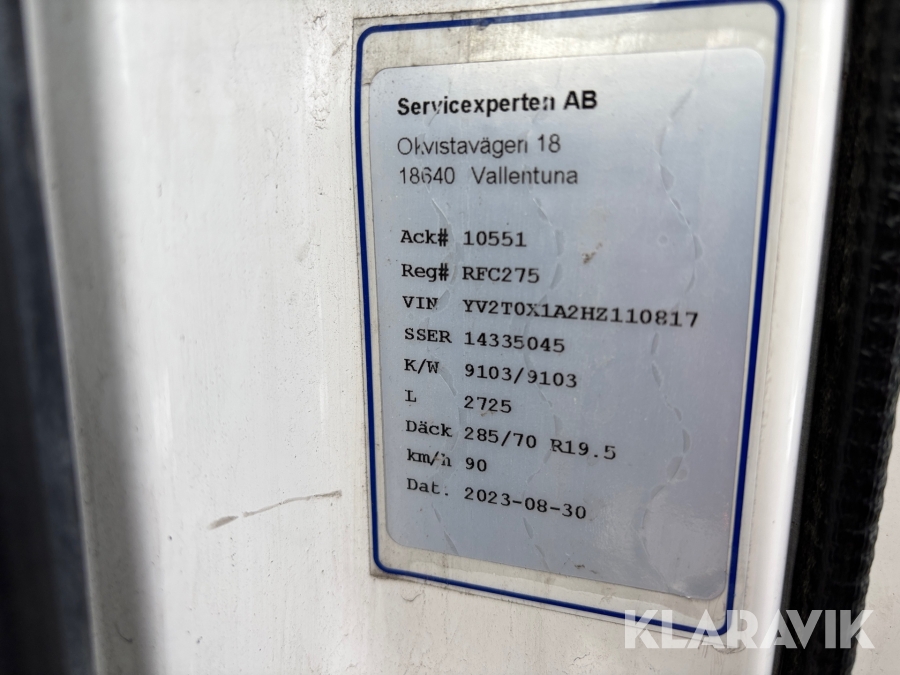 Servicexperten AB
Okvistavägen 18
18640 Vallentuna
Ack# 10551
Reg# RFC275
VIN YV2T0X1A2HZ110817
SSER 14335045
K/W 9103/9103
L 2725
Däck 285/70 R19.5
km/h 90
Dat. 2023-08-30
KLARAVIK